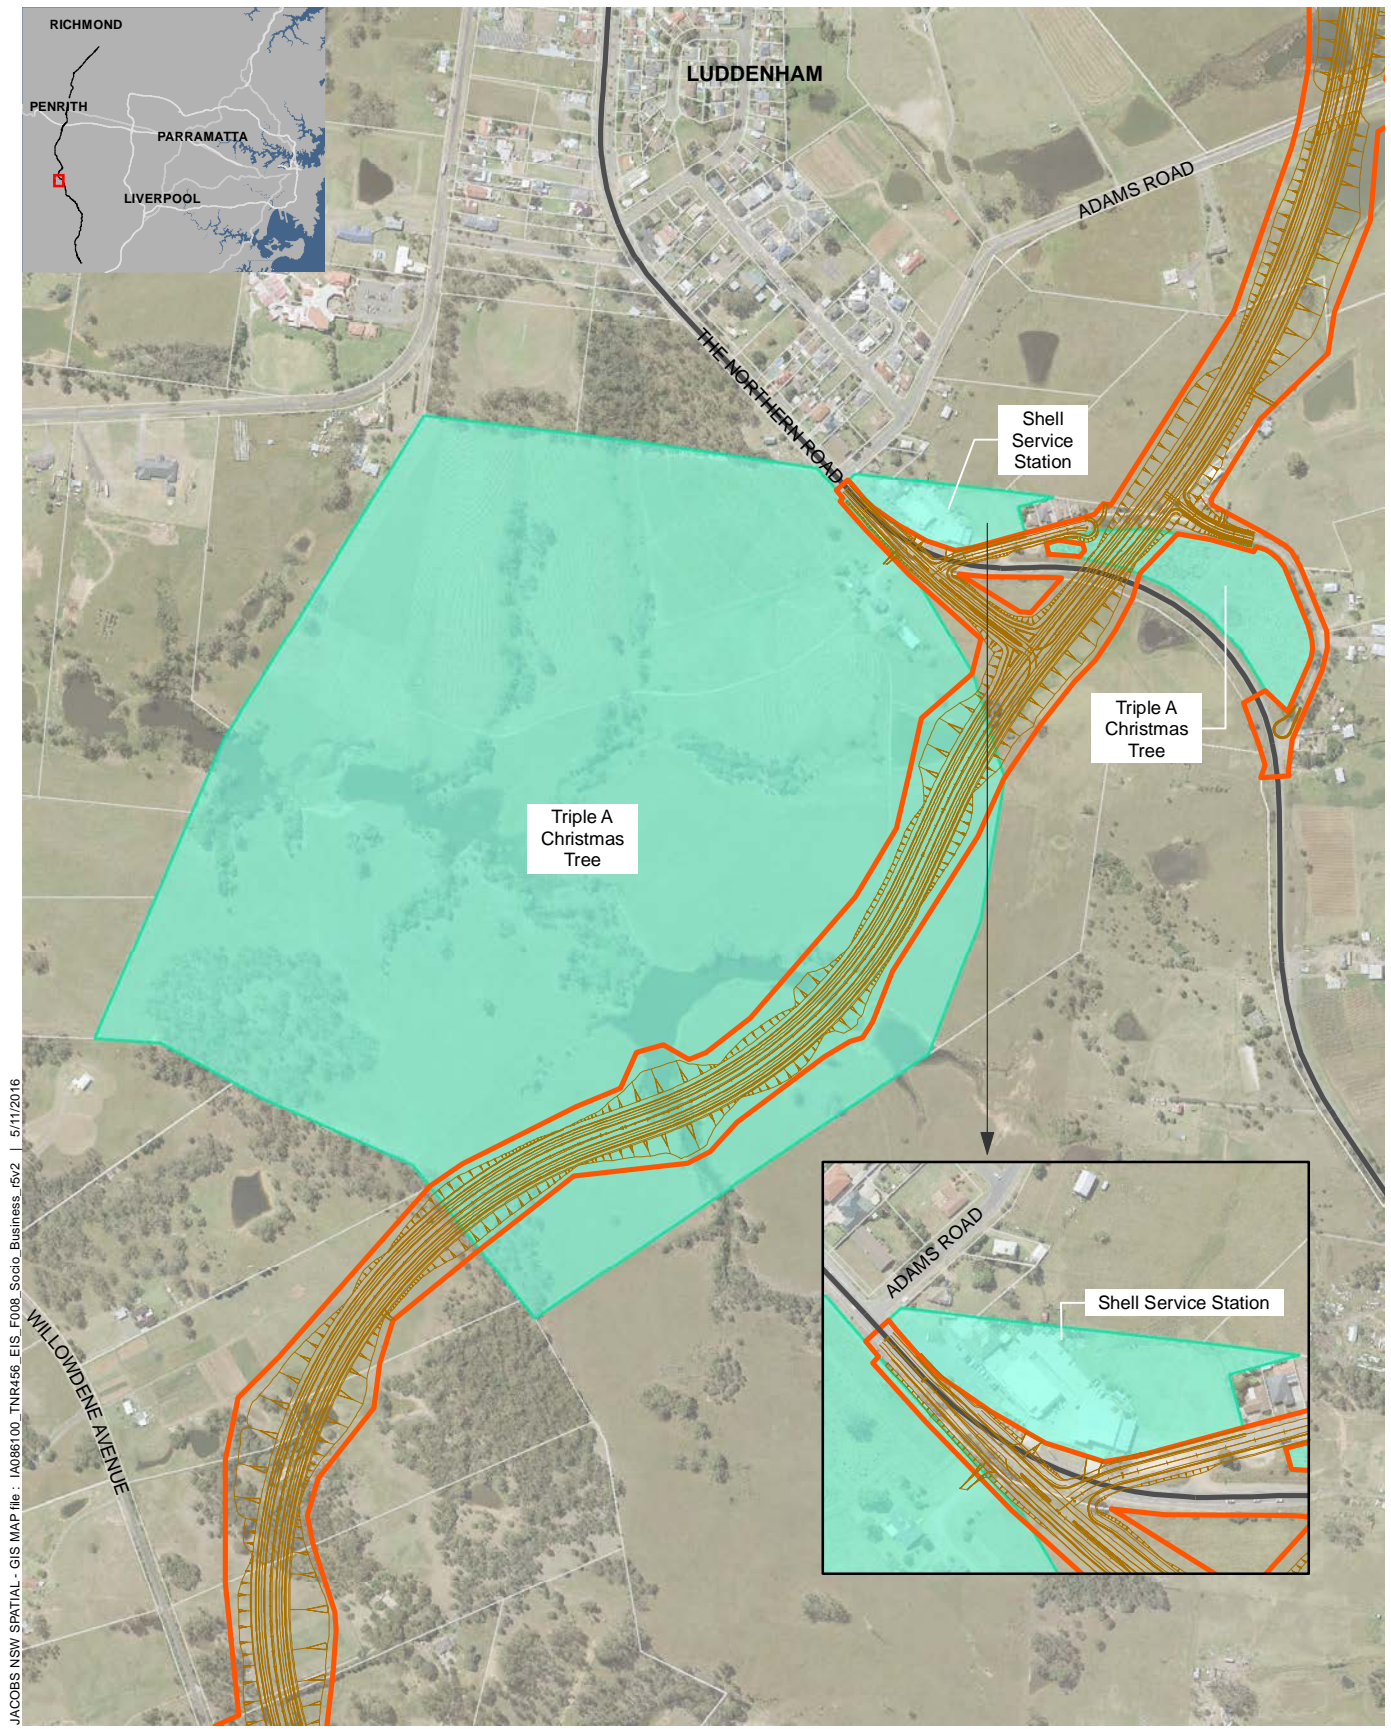 RICHMOND
PENRITH
PARRAMATTA
LIVERPOOL
LUDDENHAM
ADAMS ROAD
THE NORTHERN ROAD
Shell
Service
Station
Triple A
Christmas
Tree
Triple A
Christmas
Tree
WILLOWDENE AVENUE
ADAMS ROAD
Shell Service Station
JACOBS NSW SPATIAL - GIS MAP file : IA086100_TNR456_EIS_F008_Socio_Business_r5v2 | 5/11/2016